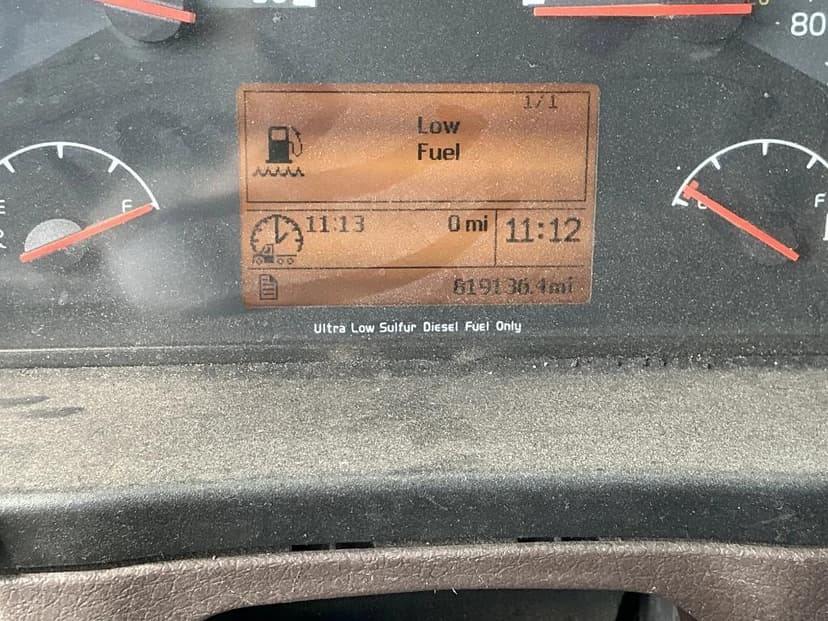 80
1/1
Low
Fuel
E
F
F
11:13
0 mi
11:12
819136.4mi
Ultra Low Sulfur Diesel Fuel Only